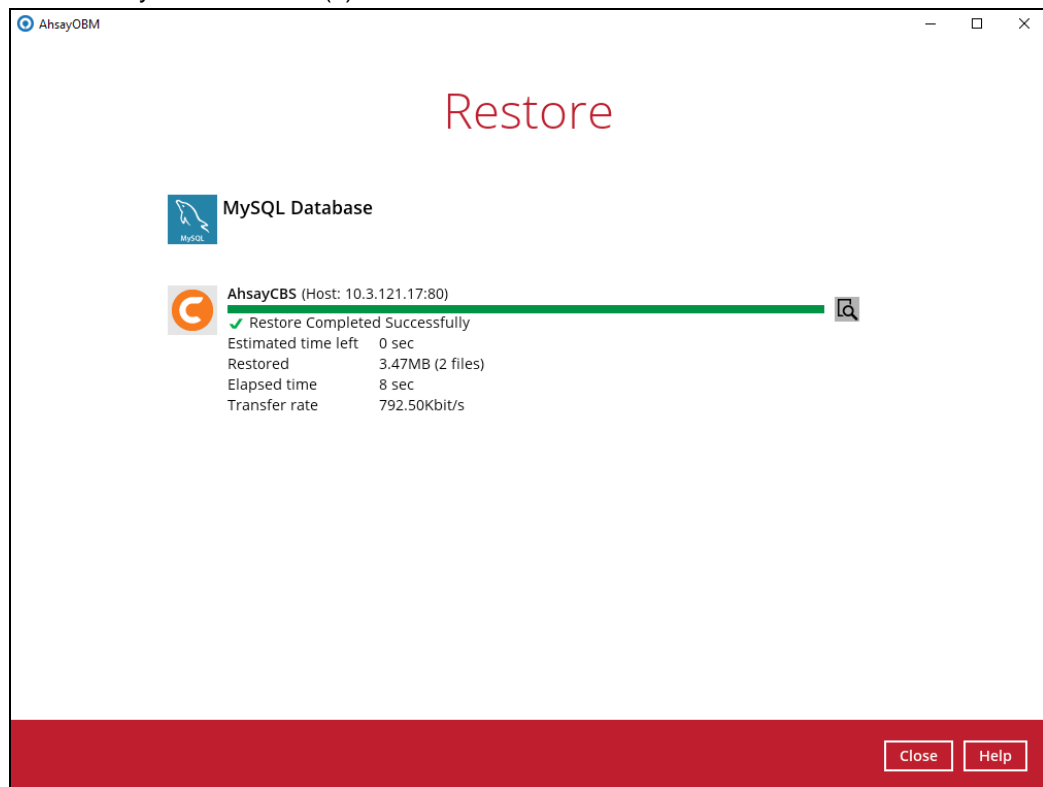 AhsayOBM
Restore
MySQL Database
MySQL
AhsayCBS (Host: 10.3.121.17:80)
Restore Completed Successfully
Estimated time left 0 sec
Restored 3.47MB (2 files)
Elapsed time 8 sec
Transfer rate 792.50Kbit/s
Close Help